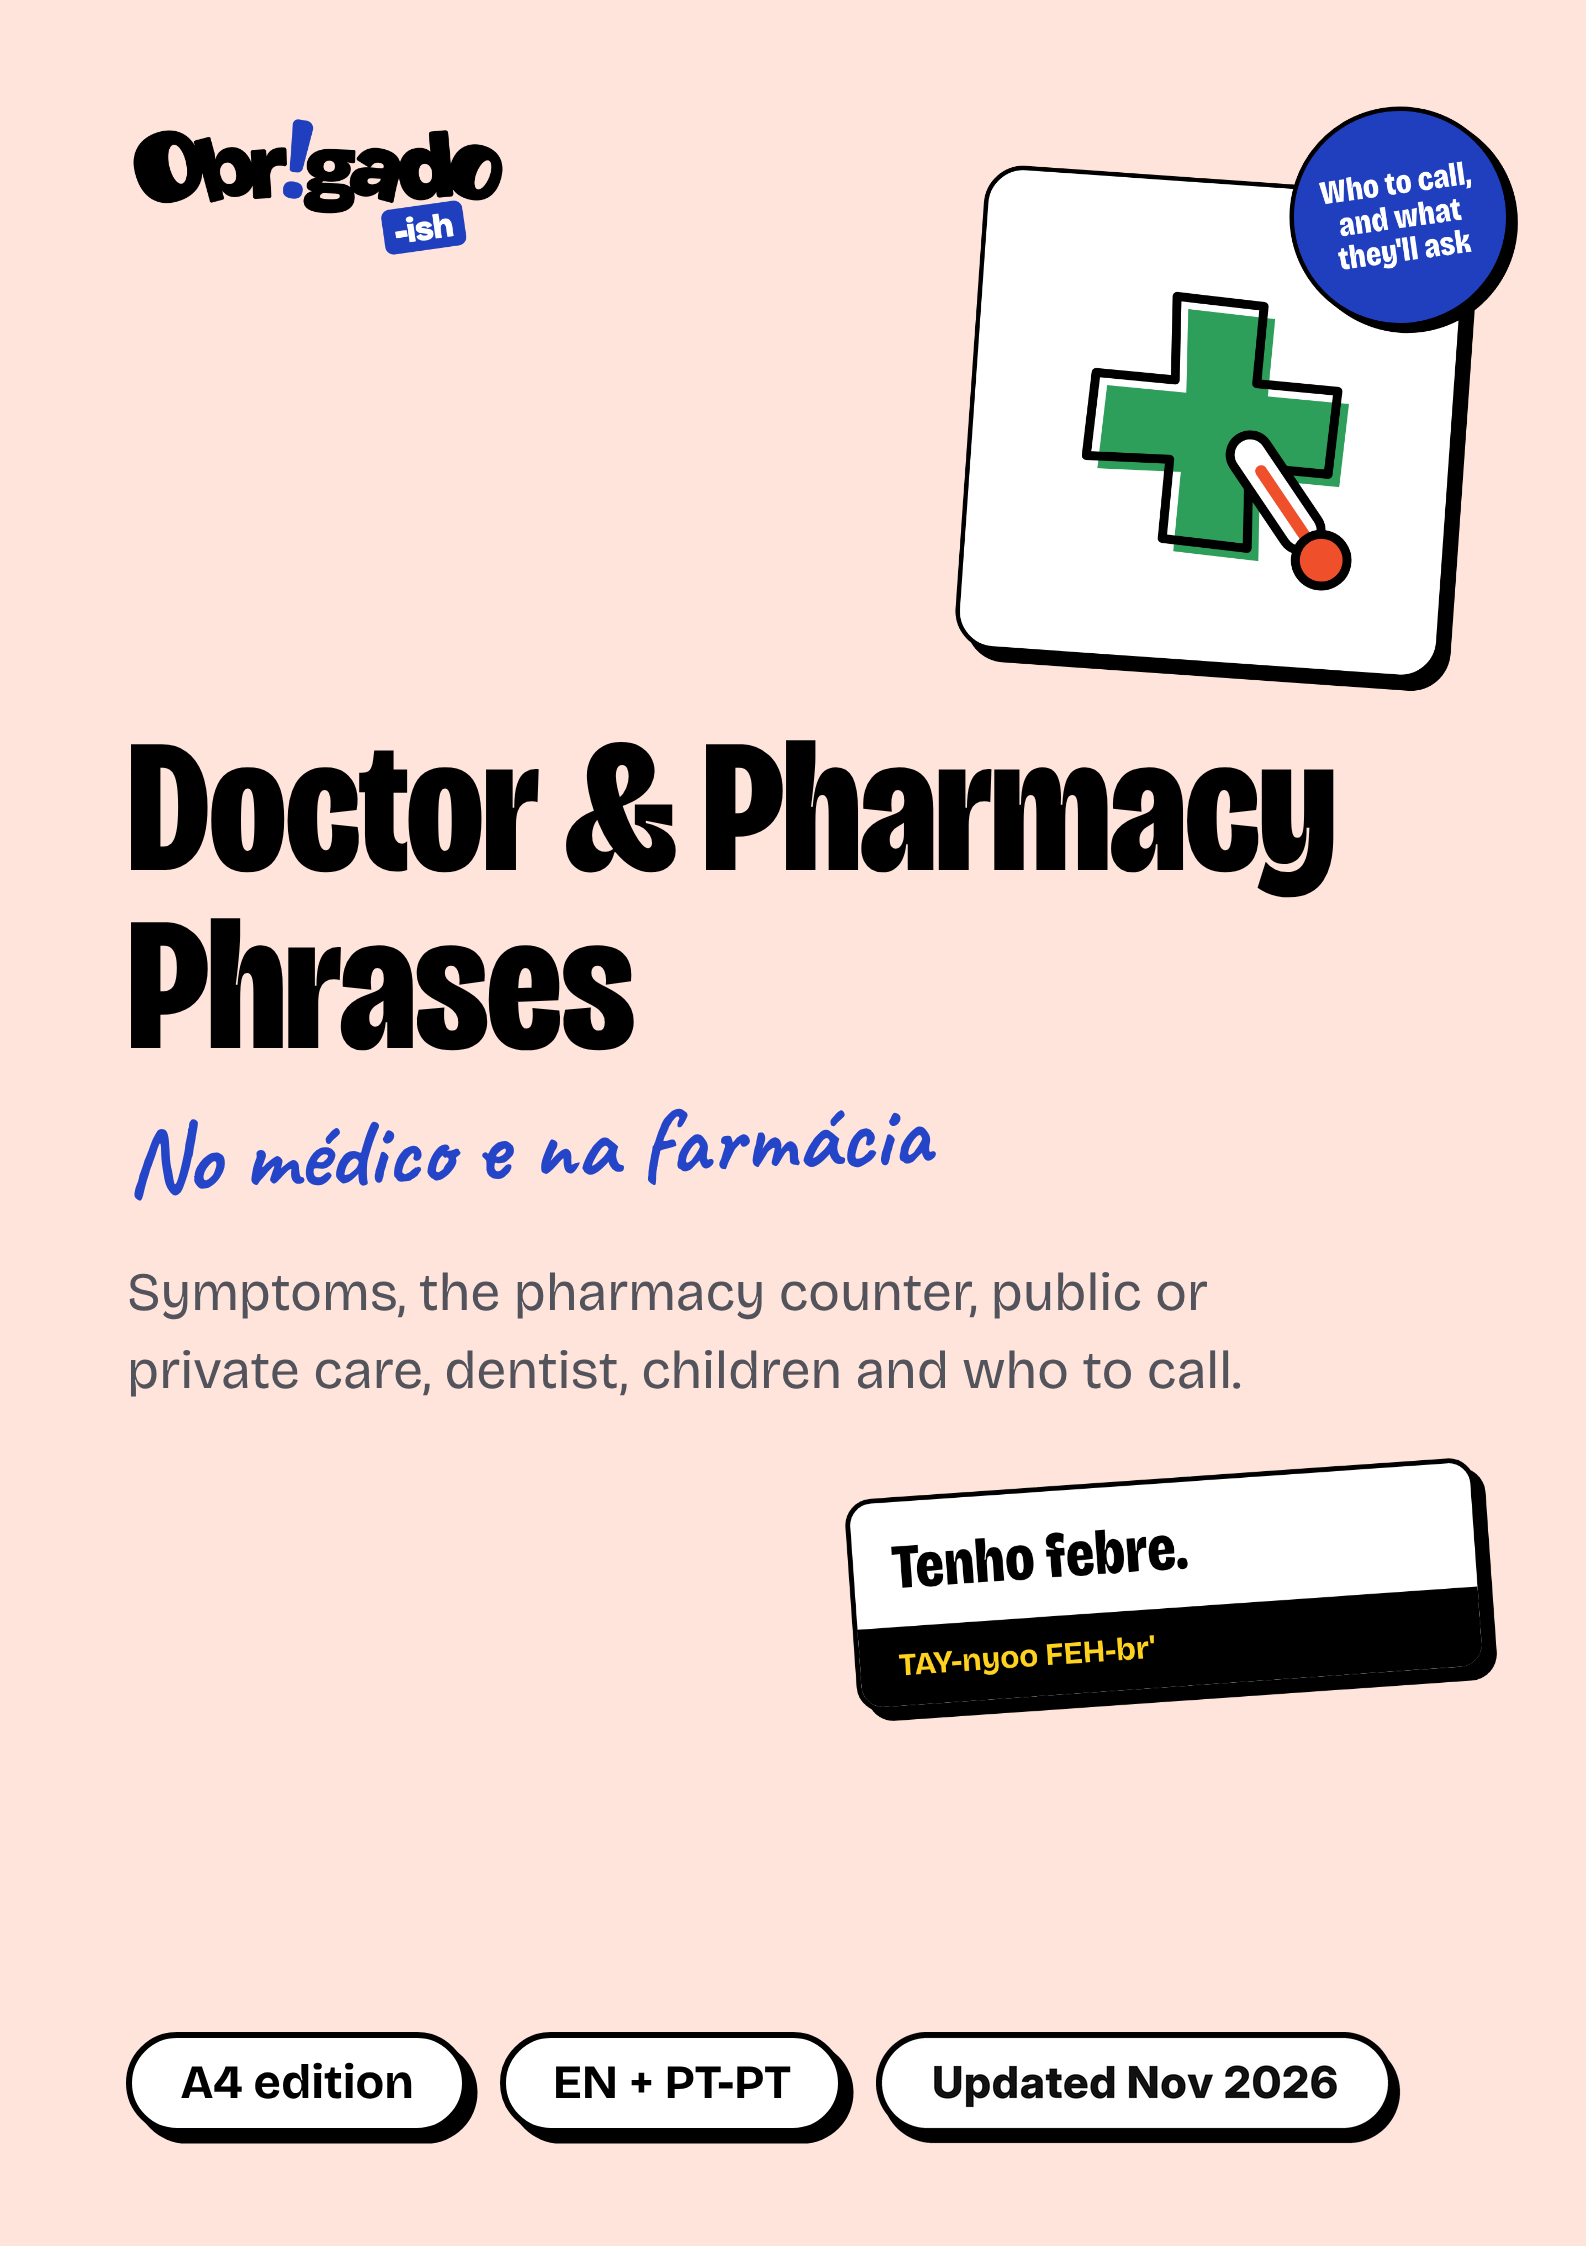 Obr!gado
-ish
Who to call,
and what
they'll ask
Doctor & Pharmacy
Phrases
No médico e na farmácia
Symptoms, the pharmacy counter, public or
private care, dentist, children and who to call.
Tenho febre.
TAY-nyoo FEH-br'
A4 edition
EN + PT-PT
Updated Nov 2026